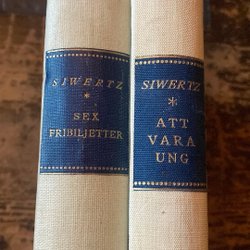 SIWERTZ
*
SEX
FRIBILJETTER
SIWERTZ
*
ATT
VARA
UNG